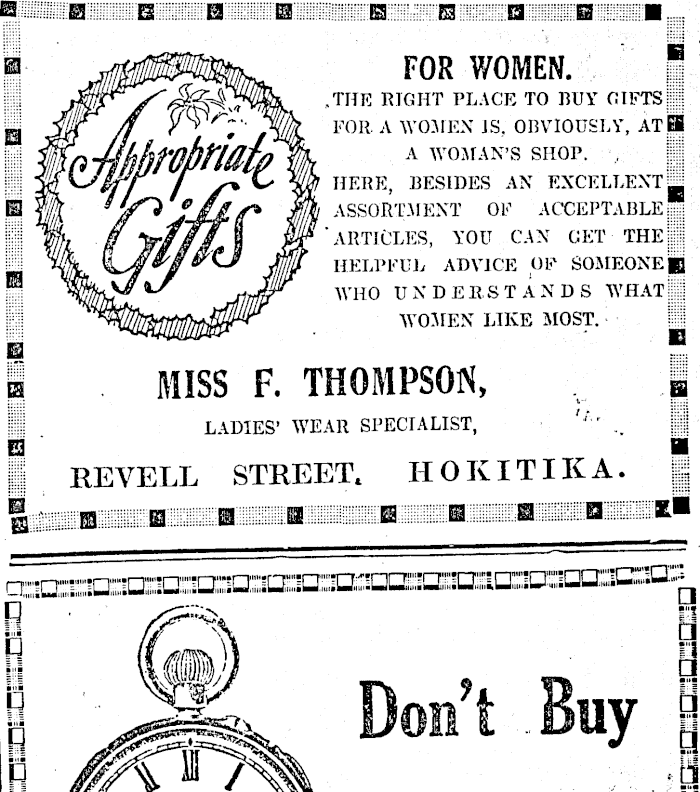 Appropriate
Gifts
FOR WOMEN.
THE RIGHT PLACE TO BUY GIFTS
FOR A WOMEN IS, OBVIOUSLY, AT
A WOMAN'S SHOP.
HERE, BESIDES AN EXCELLENT
ASSORTMENT OF ACCEPTABLE
ARTICLES, YOU CAN GET THE
HELPFUL ADVICE OF SOMEONE
WHO UNDERSTANDS WHAT
WOMEN LIKE MOST.
MISS F. THOMPSON,
LADIES' WEAR SPECIALIST,
REVELL STREET, HOKITIKA.
Don't Buy
XII